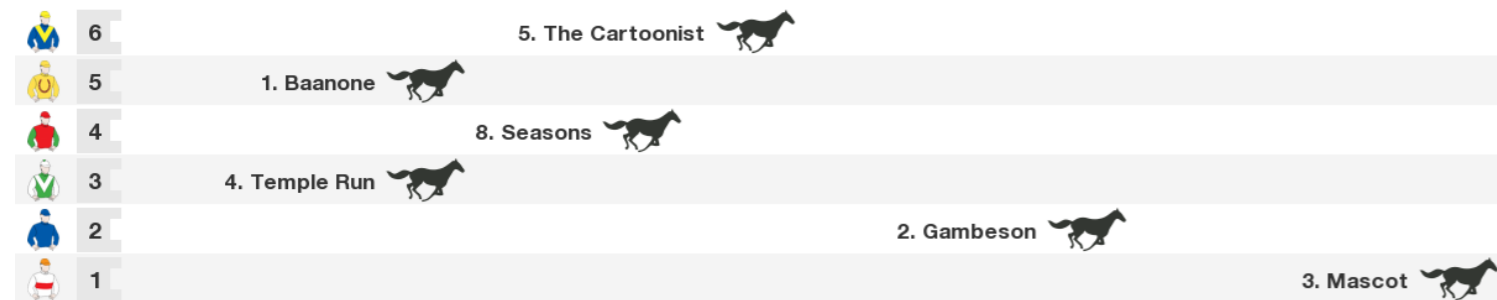 6 5. The Cartoonist
5 1. Baanone
4 8. Seasons
3 4. Temple Run
2 2. Gambeson
1 3. Mascot